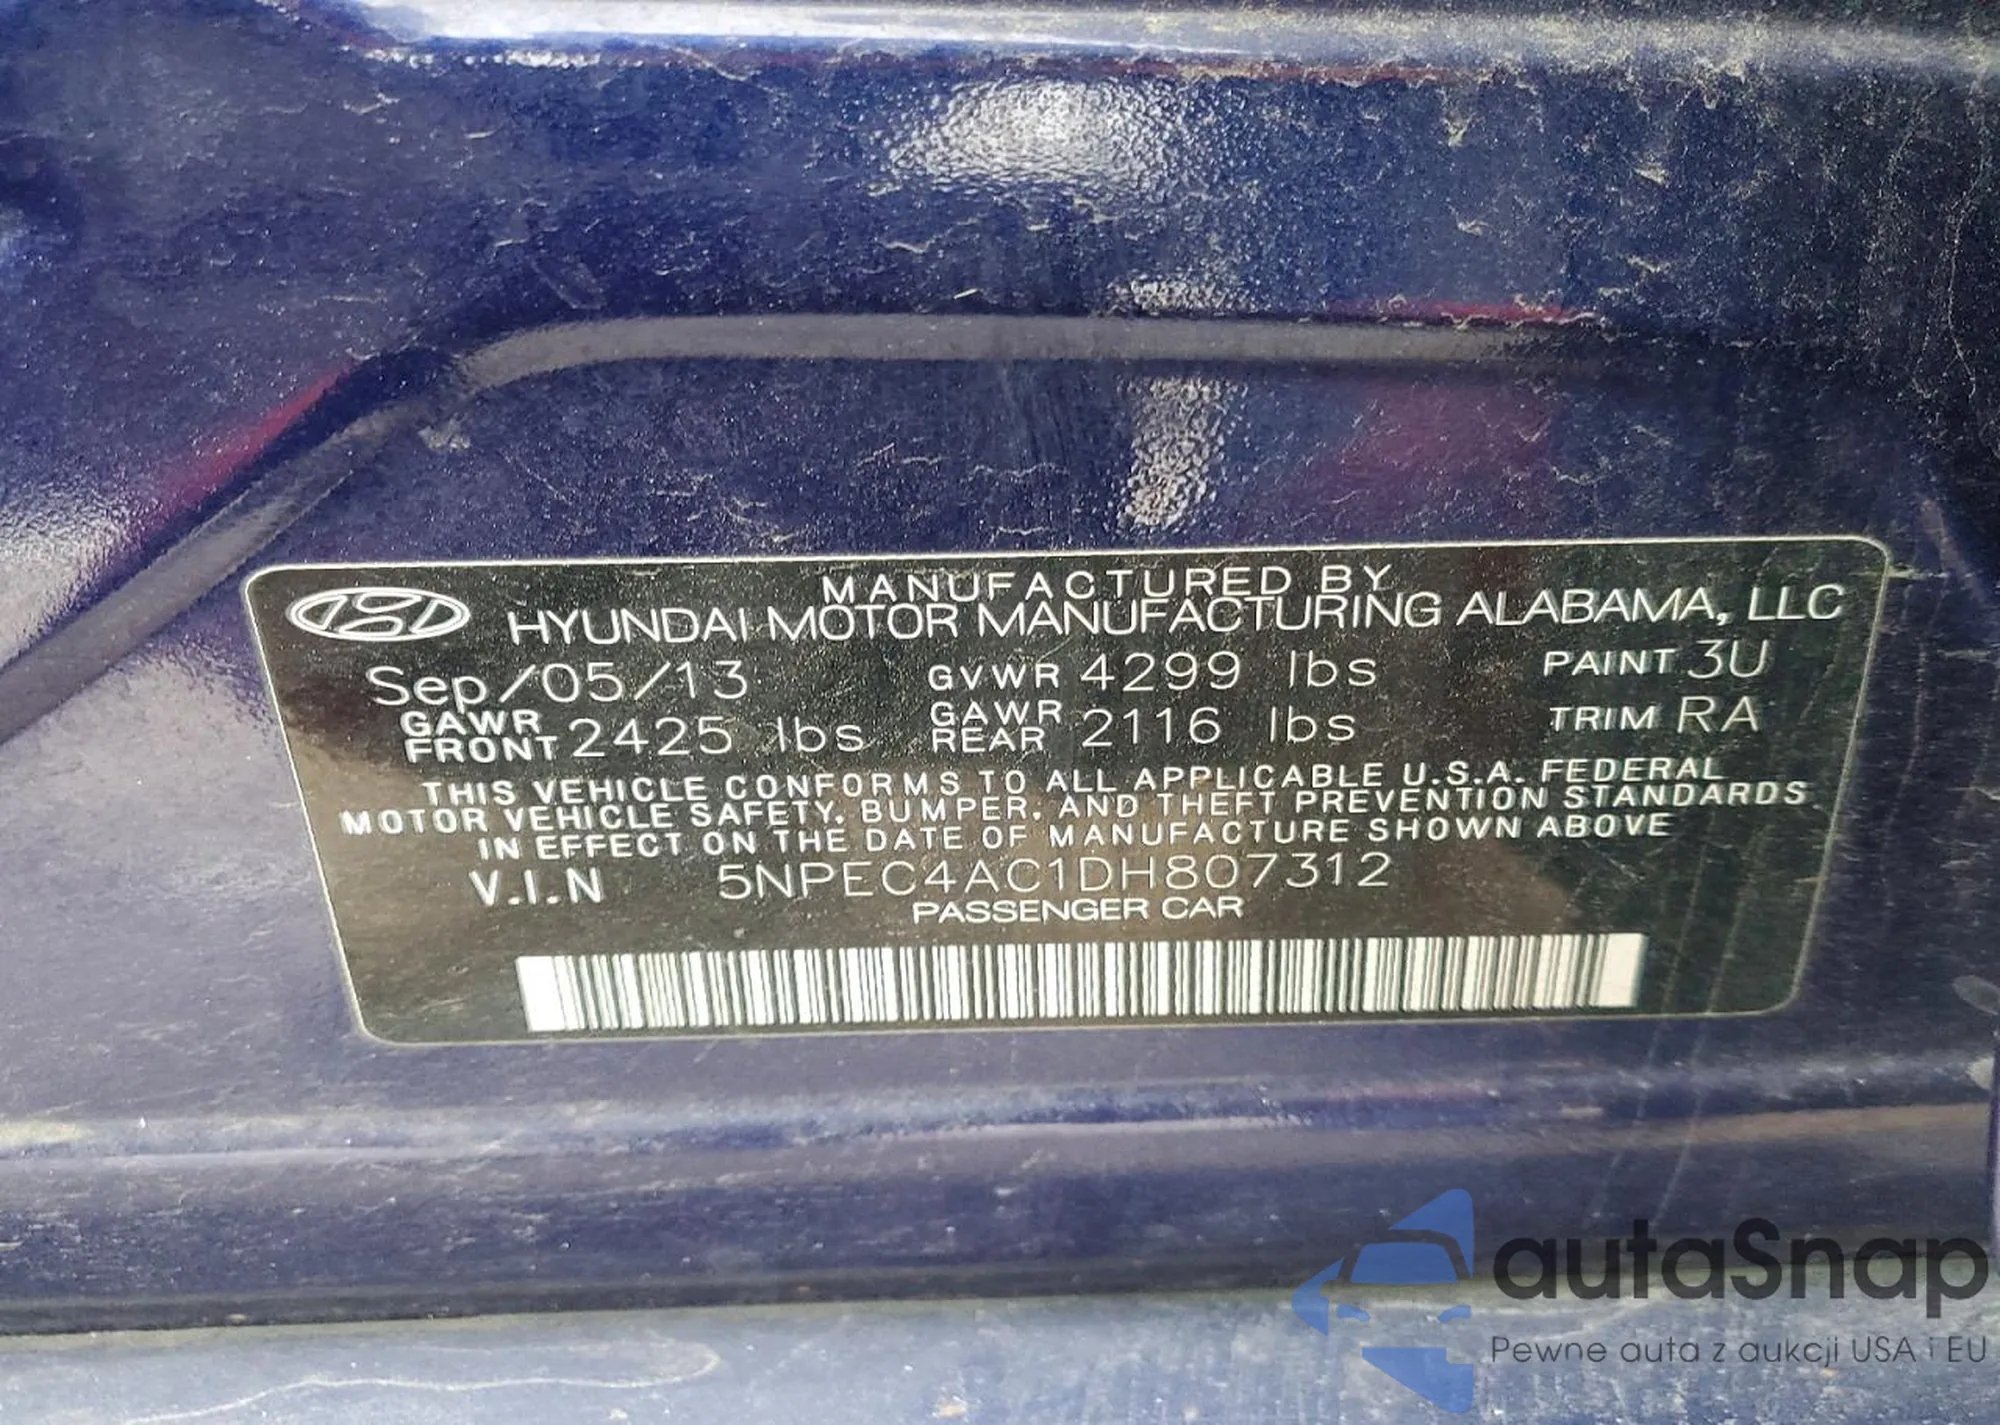 MANUFACTURED BY
HYUNDAI MOTOR MANUFACTURING ALABAMA, LLC
Sep/05/13 GVWR 4299 lbs PAINT 3U
GAWR FRONT 2425 lbs GAWR REAR 2116 lbs TRIM RA
THIS VEHICLE CONFORMS TO ALL APPLICABLE U.S.A. FEDERAL
MOTOR VEHICLE SAFETY, BUMPER, AND THEFT PREVENTION STANDARDS
IN EFFECT ON THE DATE OF MANUFACTURE SHOWN ABOVE
V.I.N 5NPEC4AC1DH807312
PASSENGER CAR
autaSnap
Pewne auta z aukcji USA i EU